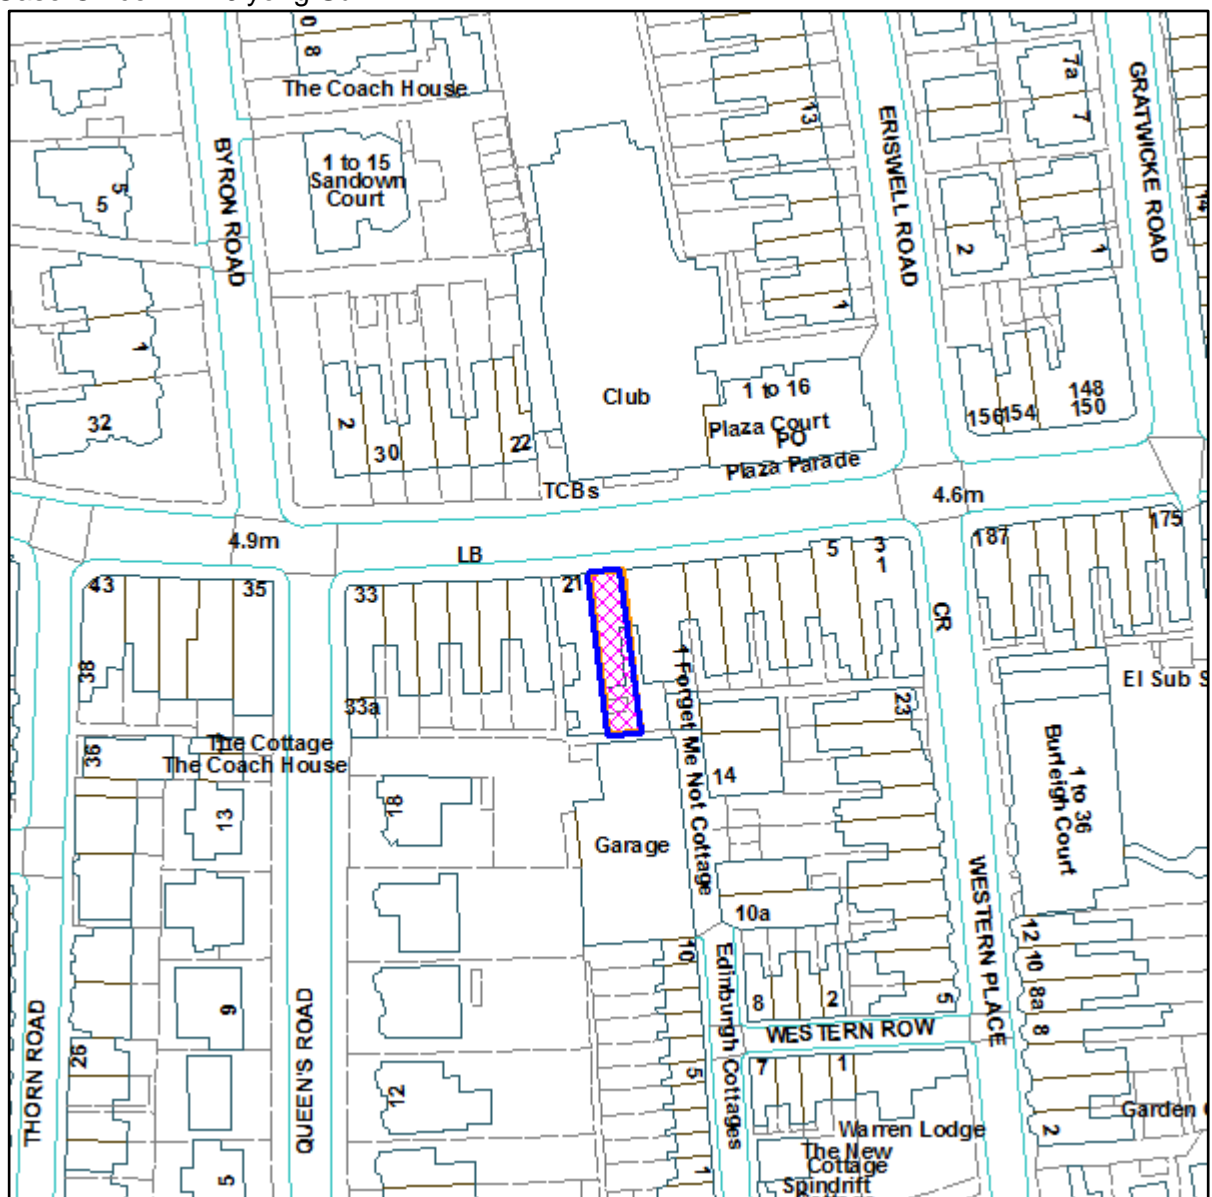 8
0
The Coach House
7a
7
13
GRATWICKE ROAD
ERISWELL ROAD
BYRON ROAD
1 to 15
Sandown
Court
5
5
2
1
1
1
Club
1 to 16
Plaza Court
PO
Plaza Parade
148
150
156
154
32
2
30
22
TCBs
4.6m
4.9m
LB
187
175
5
3
1
43
35
33
21
CR
38
33a
1 Forget Me Not Cottage
23
El Sub S
The Cottage
11
The Coach House
36
14
13
18
Garage
1 to 36
Burleigh Court
10a
WESTERN PLACE
12
10
8a
8
10
Edinburgh Cottages
8
2
5
WESTERN ROW
9
THORN ROAD
QUEEN'S ROAD
26
12
5
7
1
Garden
2
Warren Lodge
The New
Cottage
Spindrift
5
1